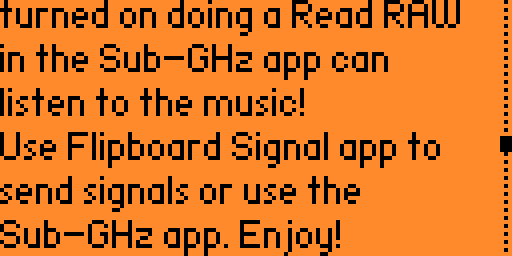 turned on doing a Read RAW
in the Sub-GHz app can
listen to the music!
Use Flipboard Signal app to
send signals or use the
Sub-GHz app. Enjoy!